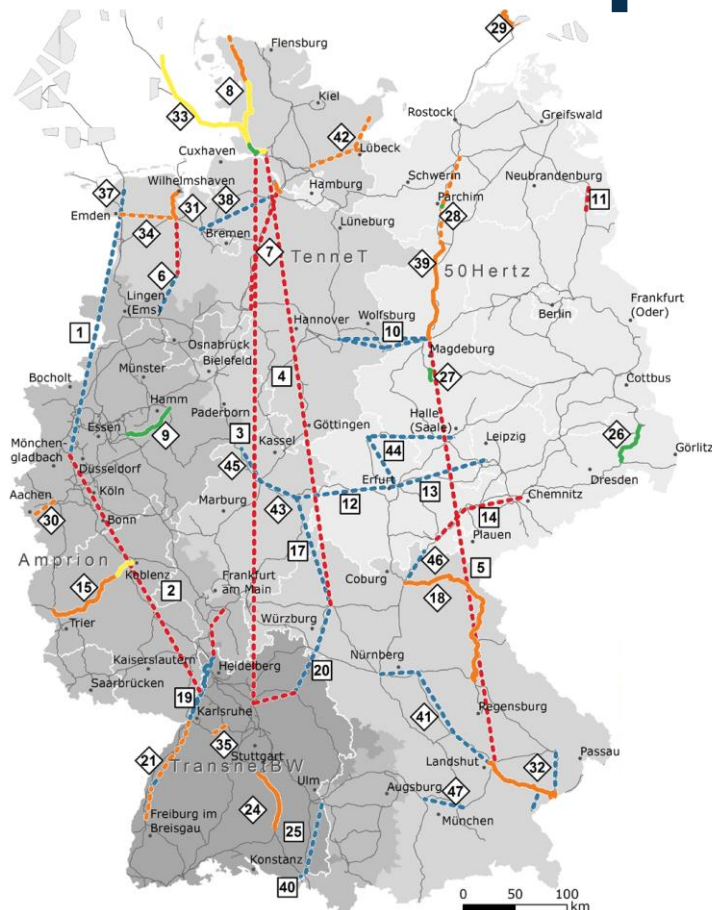 29
Flensburg
8
Kiel
33
42
Rostock
Greifswald
Cuxhaven
Lübeck
Wilhelmshaven
37
38
Hamburg
Schwerin
Neubrandenburg
Parchim
11
Emden
31
28
34
Bremen
Lüneburg
7
TenneT
39
50Hertz
6
Lingen
(Ems)
1
Hannover
Wolfsburg
10
Berlin
Frankfurt
(Oder)
Osnabrück
Bielefeld
Magdeburg
Münster
4
27
Bocholt
Cottbus
Hamm
Paderborn
Göttingen
Halle
(Saale)
Essen
9
3
Leipzig
26
Mönchen-
gladbach
Kassel
44
Görlitz
Düsseldorf
45
Erfurt
Dresden
Köln
Aachen
Marburg
43
12
13
Chemnitz
30
Bonn
14
17
Plauen
Amprion
46
Koblenz
Coburg
5
15
2
Frankfurt
am Main
18
Trier
Würzburg
Kaiserslautern
Heidelberg
20
Nürnberg
Saarbrücken
19
Karlsruhe
41
Regensburg
35
21
Stuttgart
TransnetBW
Landshut
32
Passau
Ulm
Augsburg
47
24
Freiburg im
Breisgau
25
München
Konstanz
40
0 50 100
km